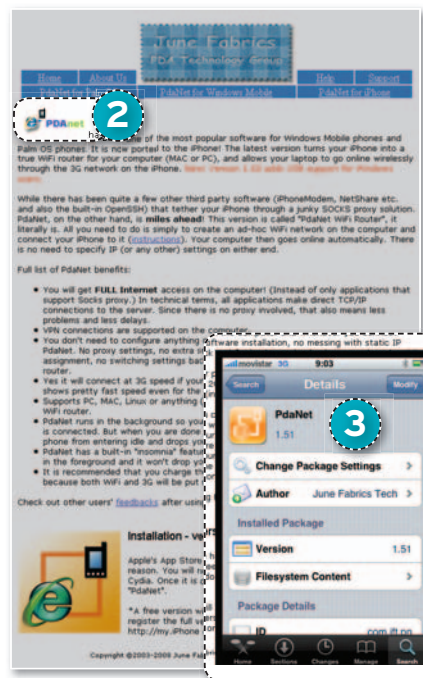 June Fabrics
PDA Technology Group
Home About Us Help Support
PdaNet for Windows Mobile PdaNet for iPhone
2
PDAnet
of the most popular software for Windows Mobile phones and
Palm OS phones. It is now ported to the iPhone! The latest version turns your iPhone into a
true WiFi router for your computer (MAC or PC), and allows your laptop to go online wirelessly
through the 3G network on the iPhone. New! Version 1.50 adds USB support for Windows
users.
While there has been quite a few other third party software (iPhoneModem, NetShare etc.
and also the built-in OpenSSH) that tether your iPhone through a junky SOCKS proxy solution.
PdaNet, on the other hand, is miles ahead! This version is called "PdaNet WiFi Router", it
literally is. All you need to do is simply to create an ad-hoc WiFi network on the computer and
connect your iPhone to it (instructions). Your computer then goes online automatically. There
is no need to specify IP (or any other) settings on either end.
Full list of PdaNet benefits:
• You will get FULL Internet access on the computer! (Instead of only applications that
support Socks proxy.) In technical terms, all applications make direct TCP/IP
connections to the server. Since there is no proxy involved, that also means less
problems and less delays.
• VPN connections are supported on the computer.
• You don't need to configure anything software installation, no messing with static IP
PdaNet. No proxy settings, no extra
assignment, no switching settings
router.
• Yes it will connect at 3G speed if your
shows pretty fast speed even for the
• Supports PC, MAC, Linux or anything
WiFi router.
• PdaNet runs in the background so you
is connected. But when you are done
phone from entering idle and drops
• PdaNet has a built-in "insomnia"
in the foreground and it won't drop
• It is recommended that you charge
because both WiFi and 3G will be put
Check out other users' feedbacks after using
Installation - ve
Apple's App Store
reason. You will
Cydia. Once it is
"PdaNet".
*A free version
register the full
http://my.iPhone
Copyright ©2003-2008 June Fab
movistar 3G 9:03
Search Details Modify
PdaNet
1.51
3
Change Package Settings
Author June Fabrics Tech
Installed Package
Version 1.51
Filesystem Content
Package Details
ID com.jft.pn
Home Sections Changes Manage Search